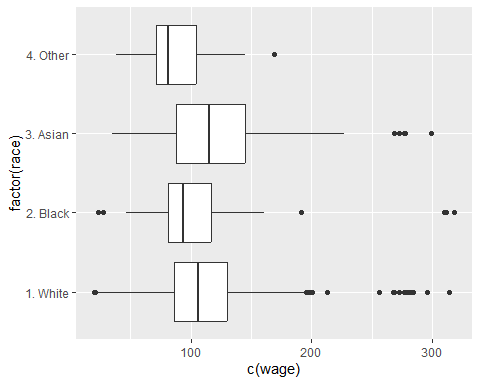 4. Other
3. Asian
2. Black
1. White
factor(race)
100
200
300
c(wage)